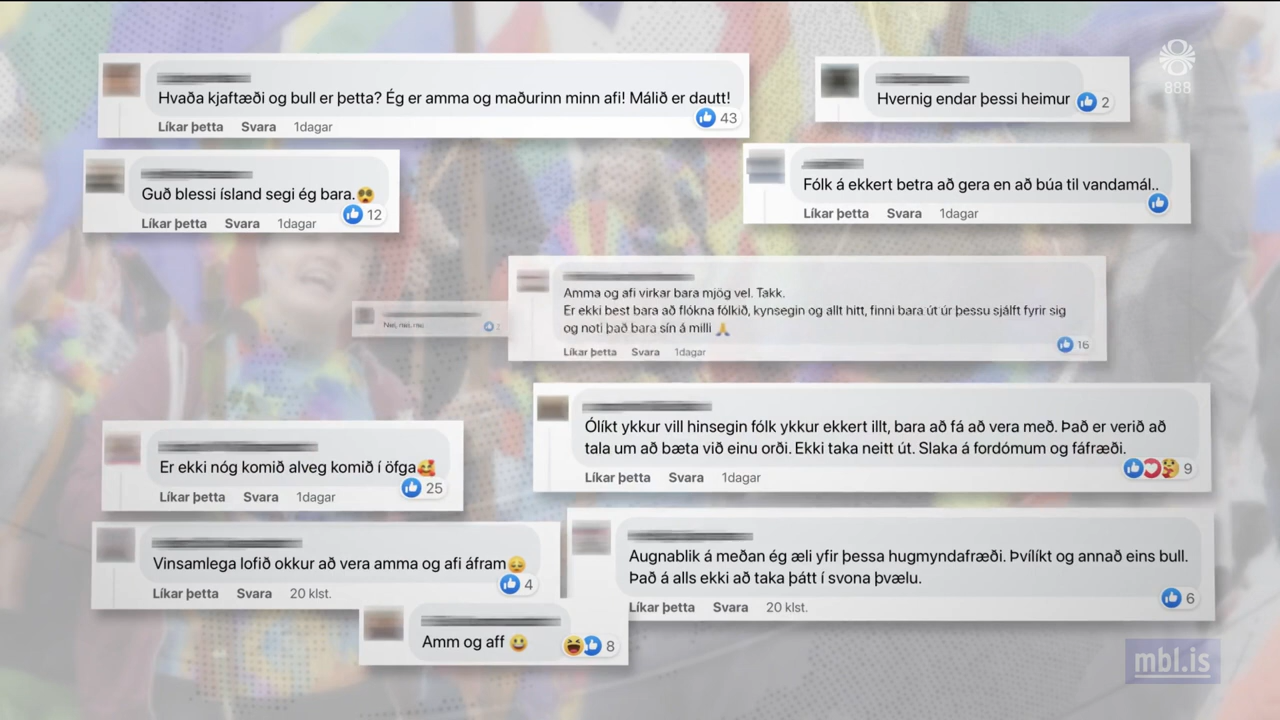 888
Hvaða kjaftæði og bull er þetta? Ég er amma og maðurinn minn afi! Málið er dautt!
Líkar þetta Svara 1dagar
43
Hvernig endar þessi heimur
2
Guð blessi ísland segi ég bara.
Líkar þetta Svara 1dagar
12
Fólk á ekkert betra að gera en að búa til vandamál..
Líkar þetta Svara 1dagar
Amma og afi virkar bara mjög vel. Takk.
Er ekki best bara að flókna fólkið, kynsegin og allt hitt, finni bara út úr þessu sjálft fyrir sig
og noti það bara sín á milli 🙏
Líkar þetta Svara 1dagar
16
Nei, nei, nei
Ólíkt ykkur vill hinsegin fólk ykkur ekkert illt, bara að fá að vera með. Það er verið að
tala um að bæta við einu orði. Ekki taka neitt út. Slaka á fordómum og fáfræði.
Líkar þetta Svara 1dagar
9
Er ekki nóg komið alveg komið í öfga🥰
Líkar þetta Svara 1dagar
25
Vinsamlega lofið okkur að vera amma og afi áfram😔
Líkar þetta Svara 20 klst.
4
Augnablik á meðan ég æli yfir þessa hugmyndafræði. Þvílíkt og annað eins bull.
Það á alls ekki að taka þátt í svona þvælu.
Líkar þetta Svara 20 klst.
6
Amm og aff 😀
8
mbl.is